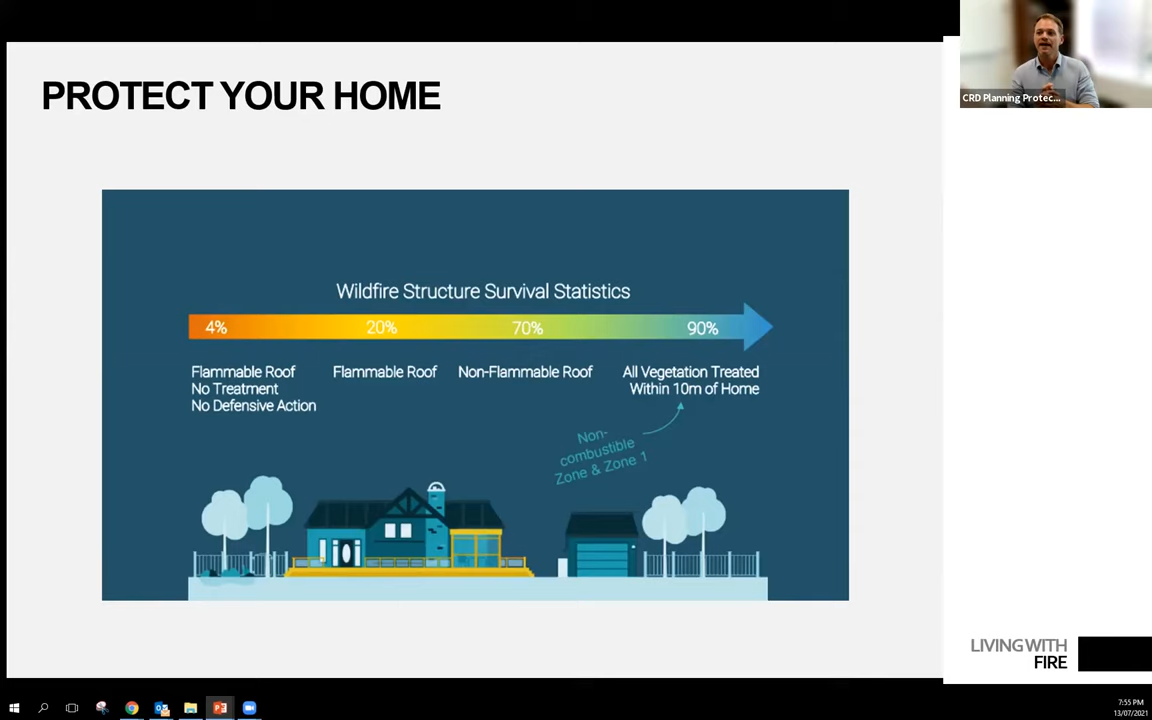 PROTECT YOUR HOME
CRD Planning Protec...
Wildfire Structure Survival Statistics
4% 20% 70% 90%
Flammable Roof
No Treatment
No Defensive Action
Flammable Roof
Non-Flammable Roof
All Vegetation Treated
Within 10m of Home
Non-
combustible
Zone & Zone 1
LIVING WITH
FIRE
7:55 PM
13/07/2021